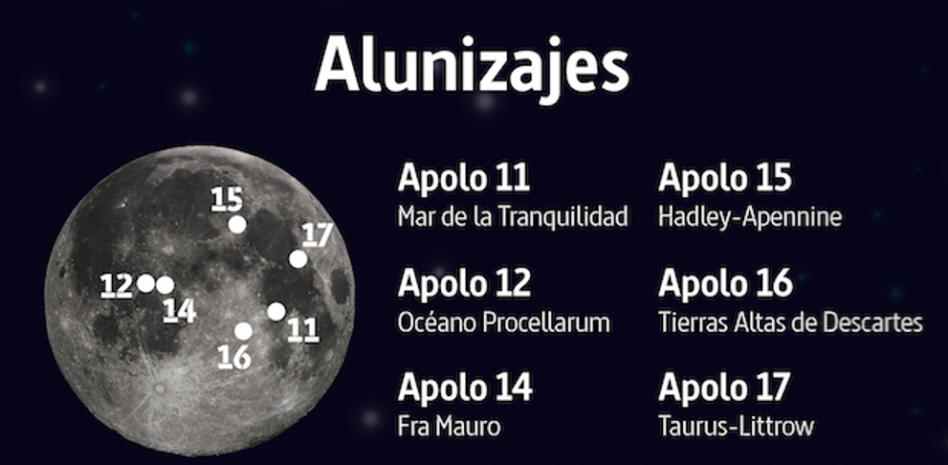 Alunizajes
15
17
12
14
11
16
Apolo 11
Mar de la Tranquilidad
Apolo 12
Océano Procellarum
Apolo 14
Fra Mauro
Apolo 15
Hadley-Apennine
Apolo 16
Tierras Altas de Descartes
Apolo 17
Taurus-Littrow